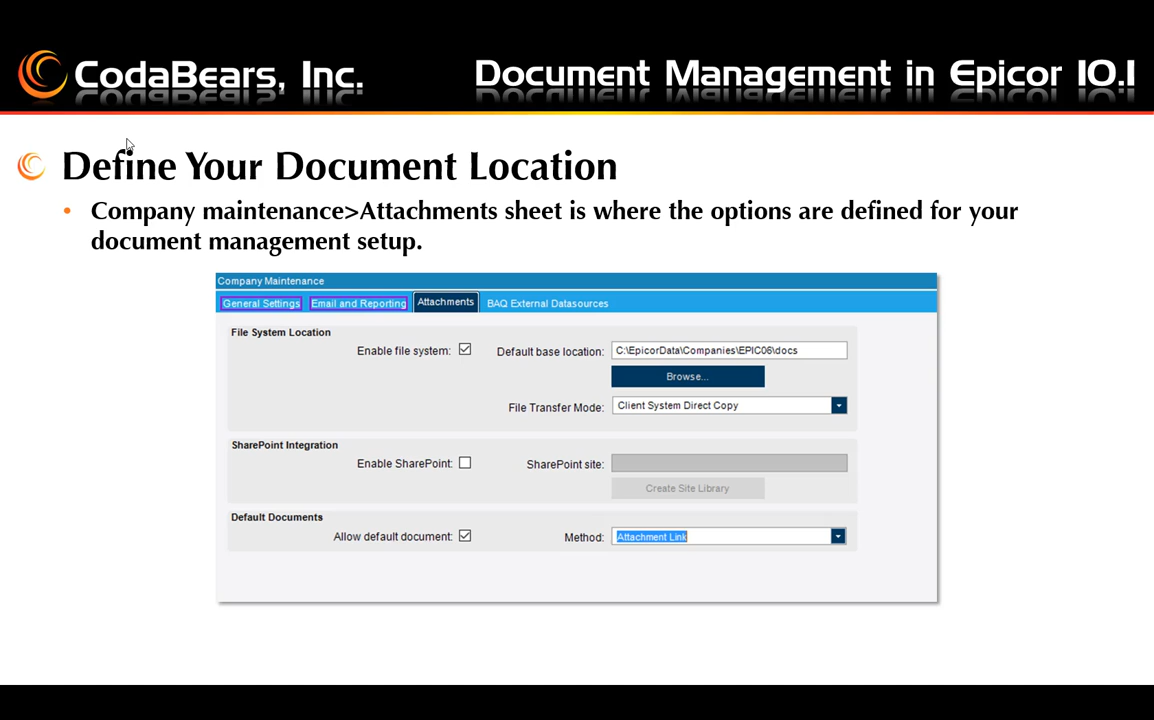 CodaBears, Inc.
Document Management in Epicor 10.1
Define Your Document Location
• Company maintenance>Attachments sheet is where the options are defined for your
document management setup.
Company Maintenance
General Settings Email and Reporting Attachments BAQ External Datasources
File System Location
Enable file system: Default base location: C:\EpicorData\Companies\EPIC06\docs
Browse...
File Transfer Mode: Client System Direct Copy
SharePoint Integration
Enable SharePoint: SharePoint site:
Create Site Library
Default Documents
Allow default document: Method: Attachment Link